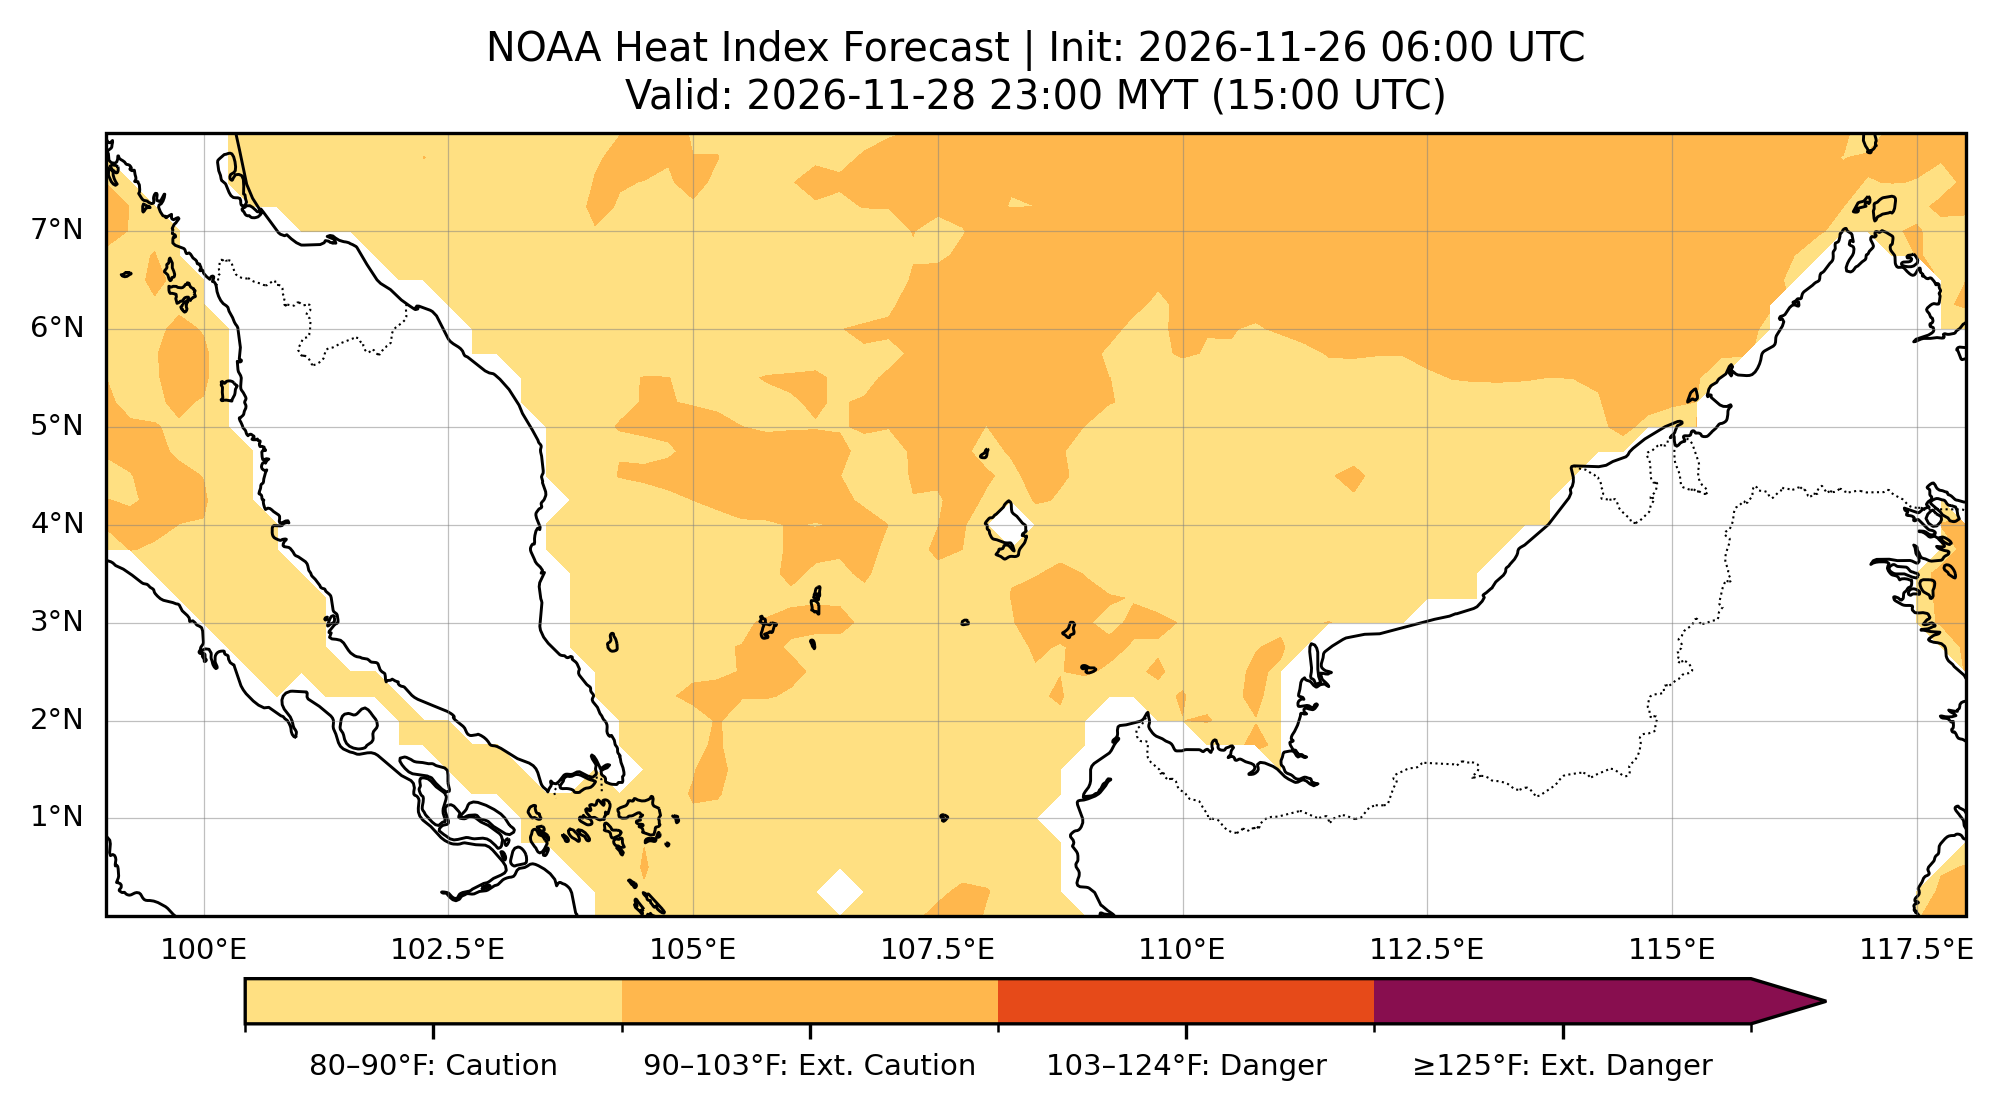 NOAA Heat Index Forecast | Init: 2026-11-26 06:00 UTC
Valid: 2026-11-28 23:00 MYT (15:00 UTC)
7°N
6°N
5°N
4°N
3°N
2°N
1°N
100°E
102.5°E
105°E
107.5°E
110°E
112.5°E
115°E
117.5°E
80–90°F: Caution
90–103°F: Ext. Caution
103–124°F: Danger
≥125°F: Ext. Danger